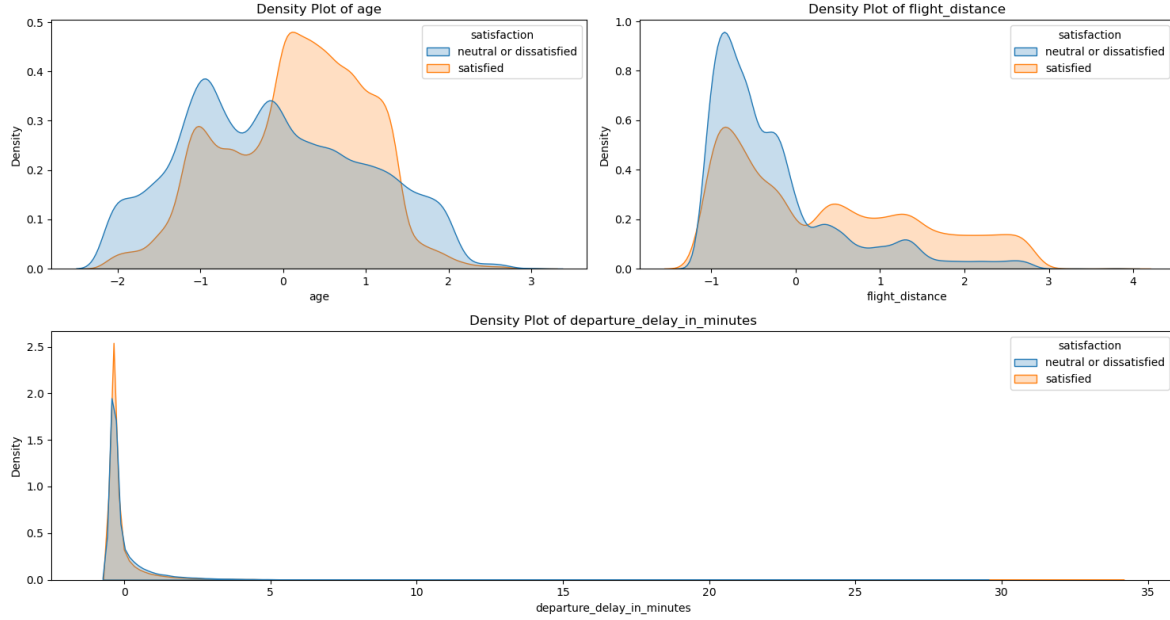 Density Plot of age
0.5
0.4
0.3
0.2
0.1
0.0
Density
satisfaction
neutral or dissatisfied
satisfied
−2 −1 0 1 2 3
age
Density Plot of flight_distance
1.0
0.8
0.6
0.4
0.2
0.0
Density
satisfaction
neutral or dissatisfied
satisfied
−1 0 1 2 3 4
flight_distance
Density Plot of departure_delay_in_minutes
2.5
2.0
1.5
1.0
0.5
0.0
Density
satisfaction
neutral or dissatisfied
satisfied
0 5 10 15 20 25 30 35
departure_delay_in_minutes